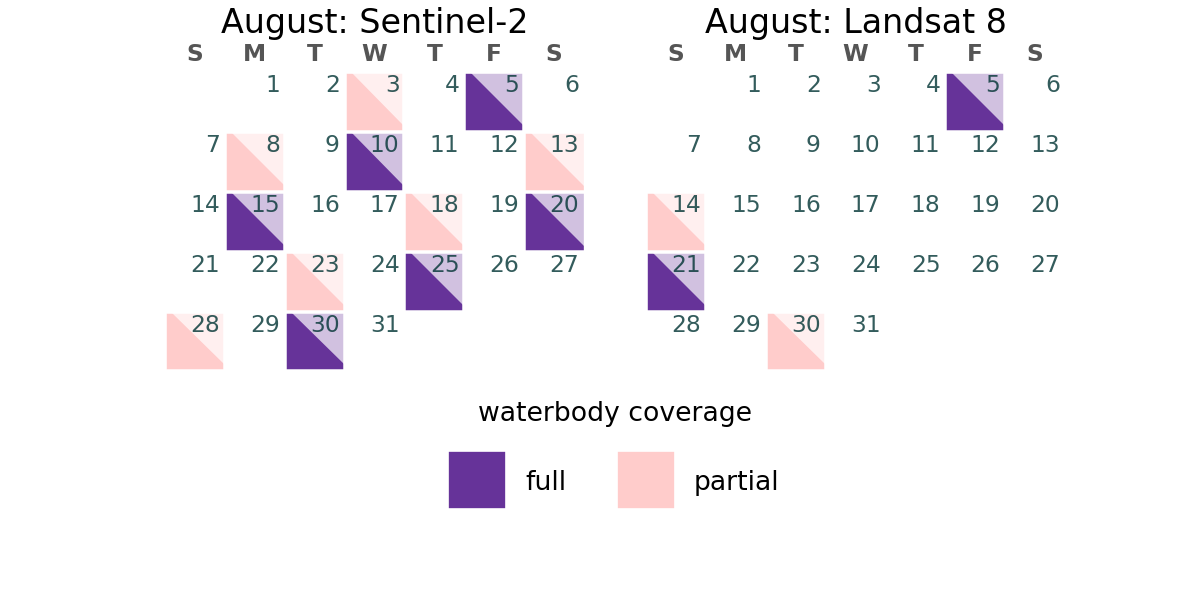 August: Sentinel-2
S M T W T F S
1 2 3 4 5 6
7 8 9 10 11 12 13
14 15 16 17 18 19 20
21 22 23 24 25 26 27
28 29 30 31
August: Landsat 8
S M T W T F S
1 2 3 4 5 6
7 8 9 10 11 12 13
14 15 16 17 18 19 20
21 22 23 24 25 26 27
28 29 30 31
waterbody coverage
full partial